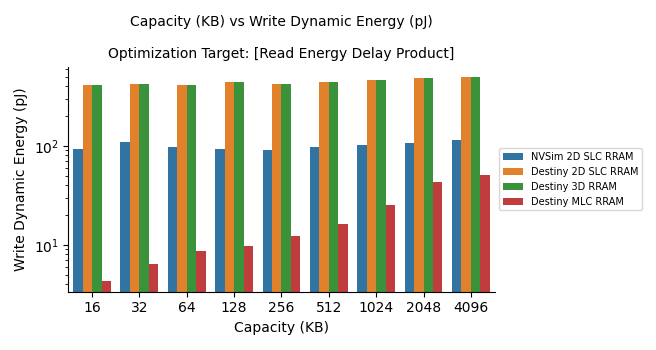 Capacity (KB) vs Write Dynamic Energy (pJ)
Optimization Target: [Read Energy Delay Product]
Write Dynamic Energy (pJ)
10²
10¹
16 32 64 128 256 512 1024 2048 4096
Capacity (KB)
NVSim 2D SLC RRAM
Destiny 2D SLC RRAM
Destiny 3D RRAM
Destiny MLC RRAM